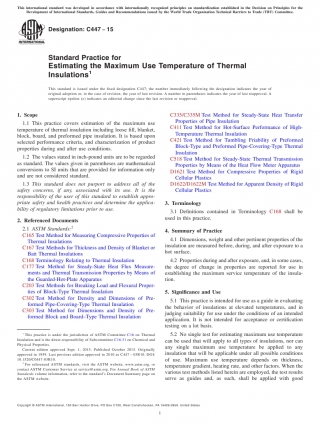 This international standard was developed in accordance with internationally recognized principles on standardization established in the Decision on Principles for the
Development of International Standards, Guides and Recommendations issued by the World Trade Organization Technical Barriers to Trade (TBT) Committee.
INTERNATIONAL
Designation: C447 − 15
Standard Practice for
Estimating the Maximum Use Temperature of Thermal
Insulations1
This standard is issued under the fixed designation C447; the number immediately following the designation indicates the year of
original adoption or, in the case of revision, the year of last revision. A number in parentheses indicates the year of last reapproval. A
superscript epsilon (ε) indicates an editorial change since the last revision or reapproval.
1. Scope
1.1 This practice covers estimation of the maximum use
temperature of thermal insulation including loose fill, blanket,
block, board, and preformed pipe insulation. It is based upon
selected performance criteria, and characterization of product
properties during and after use conditions.
1.2 The values stated in inch-pound units are to be regarded
as standard. The values given in parentheses are mathematical
conversions to SI units that are provided for information only
and are not considered standard.
1.3 This standard does not purport to address all of the
safety concerns, if any, associated with its use. It is the
responsibility of the user of this standard to establish appro-
priate safety and health practices and determine the applica-
bility of regulatory limitations prior to use.
2. Referenced Documents
2.1 ASTM Standards:2
C165 Test Method for Measuring Compressive Properties of
Thermal Insulations
C167 Test Methods for Thickness and Density of Blanket or
Batt Thermal Insulations
C168 Terminology Relating to Thermal Insulation
C177 Test Method for Steady-State Heat Flux Measure-
ments and Thermal Transmission Properties by Means of
the Guarded-Hot-Plate Apparatus
C203 Test Methods for Breaking Load and Flexural Proper-
ties of Block-Type Thermal Insulation
C302 Test Method for Density and Dimensions of Pre-
formed Pipe-Covering-Type Thermal Insulation
C303 Test Method for Dimensions and Density of Pre-
formed Block and Board–Type Thermal Insulation
1 This practice is under the jurisdiction of ASTM Committee C16 on Thermal
Insulation and is the direct responsibility of Subcommittee C16.31 on Chemical and
Physical Properties.
Current edition approved Sept. 1, 2015. Published October 2015. Originally
approved in 1959. Last previous edition approved in 2010 as C447 – 03(2010).
2 For referenced ASTM standards, visit the ASTM website, www.astm.org, or
contact ASTM Customer Service at service@astm.org. For Annual Book of ASTM
Standards volume information, refer to the standard's Document Summary page on
the ASTM website.
C335/C335M Test Method for Steady-State Heat Transfer
Properties of Pipe Insulation
C411 Test Method for Hot-Surface Performance of High-
Temperature Thermal Insulation
C421 Test Method for Tumbling Friability of Preformed
Block-Type and Preformed Pipe-Covering-Type Thermal
Insulation
C518 Test Method for Steady-State Thermal Transmission
Properties by Means of the Heat Flow Meter Apparatus
D1621 Test Method for Compressive Properties of Rigid
Cellular Plastics
D1622/D1622M Test Method for Apparent Density of Rigid
Cellular Plastics
3. Terminology
3.1 Definitions contained in Terminology C168 shall be
used in this practice.
4. Summary of Practice
4.1 Dimensions, weight and other pertinent properties of the
insulation are measured before, during, and after exposure to a
hot surface.
4.2 Properties during and after exposure, and, in some cases,
the degree of change in properties are reported for use in
establishing the maximum service temperature of the insula-
tion.
5. Significance and Use
5.1 This practice is intended for use as a guide in evaluating
the behavior of insulations at elevated temperatures, and in
judging suitability for use under the conditions of an intended
application. It is not intended for acceptance or certification
testing on a lot basis.
5.2 No single test for estimating maximum use temperature
can be used that will apply to all types of insulations, nor can
any single maximum use temperature be applied to any
insulation that will be applicable under all possible conditions
of use. Maximum use temperature depends on thickness,
temperature gradient, heating rate, and other factors. When the
various test methods listed herein are employed, the test results
serve as guides and, as such, shall be applied with good
1